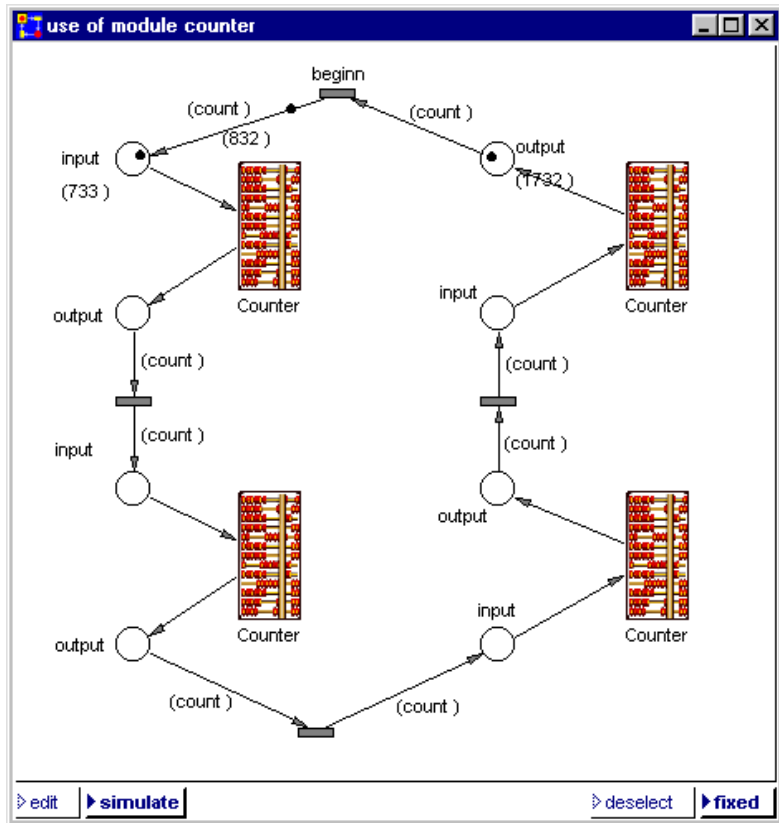 use of module counter
beginn
(count )
(count )
(832 )
input
output
(733 )
(1732 )
Counter
Counter
output
input
(count )
(count )
(count )
(count )
input
output
Counter
Counter
output
input
(count )
(count )
edit
simulate
deselect
fixed